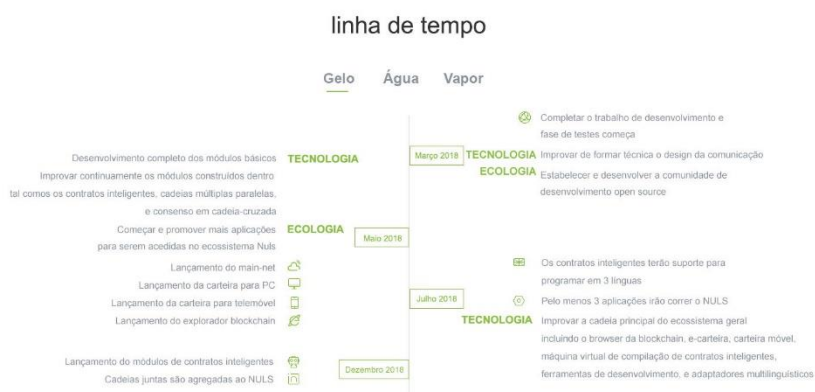 linha de tempo
Gelo Água Vapor
Completar o trabalho de desenvolvimento e
fase de testes começa
Março 2018
TECNOLOGIA Improvar de formar técnica o design da comunicação
ECOLOGIA Estabelecer e desenvolver a comunidade de
desenvolvimento open source
Desenvolvimento completo dos módulos básicos TECNOLOGIA
Improvar continuamente os módulos construídos dentro
tal comos os contratos inteligentes, cadeias múltiplas paralelas,
e consenso em cadeia-cruzada
Começar e promover mais aplicações ECOLOGIA
para serem acedidas no ecossistema Nuls
Maio 2018
Lançamento do main-net
Lançamento da carteira para PC
Lançamento da carteira para telemóvel
Lançamento do explorador blockchain
Os contratos inteligentes terão suporte para
programar em 3 línguas
Julho 2018
Pelo menos 3 aplicações irão correr o NULS
TECNOLOGIA Improvar a cadeia principal do ecossistema geral
incluindo o browser da blockchain, e-carteira, carteira móvel,
máquina virtual de compilação de contratos inteligentes,
ferramentas de desenvolvimento, e adaptadores multilinguísticos
Lançamento do módulos de contratos inteligentes
Cadeias juntas são agregadas ao NULS
Dezembro 2018